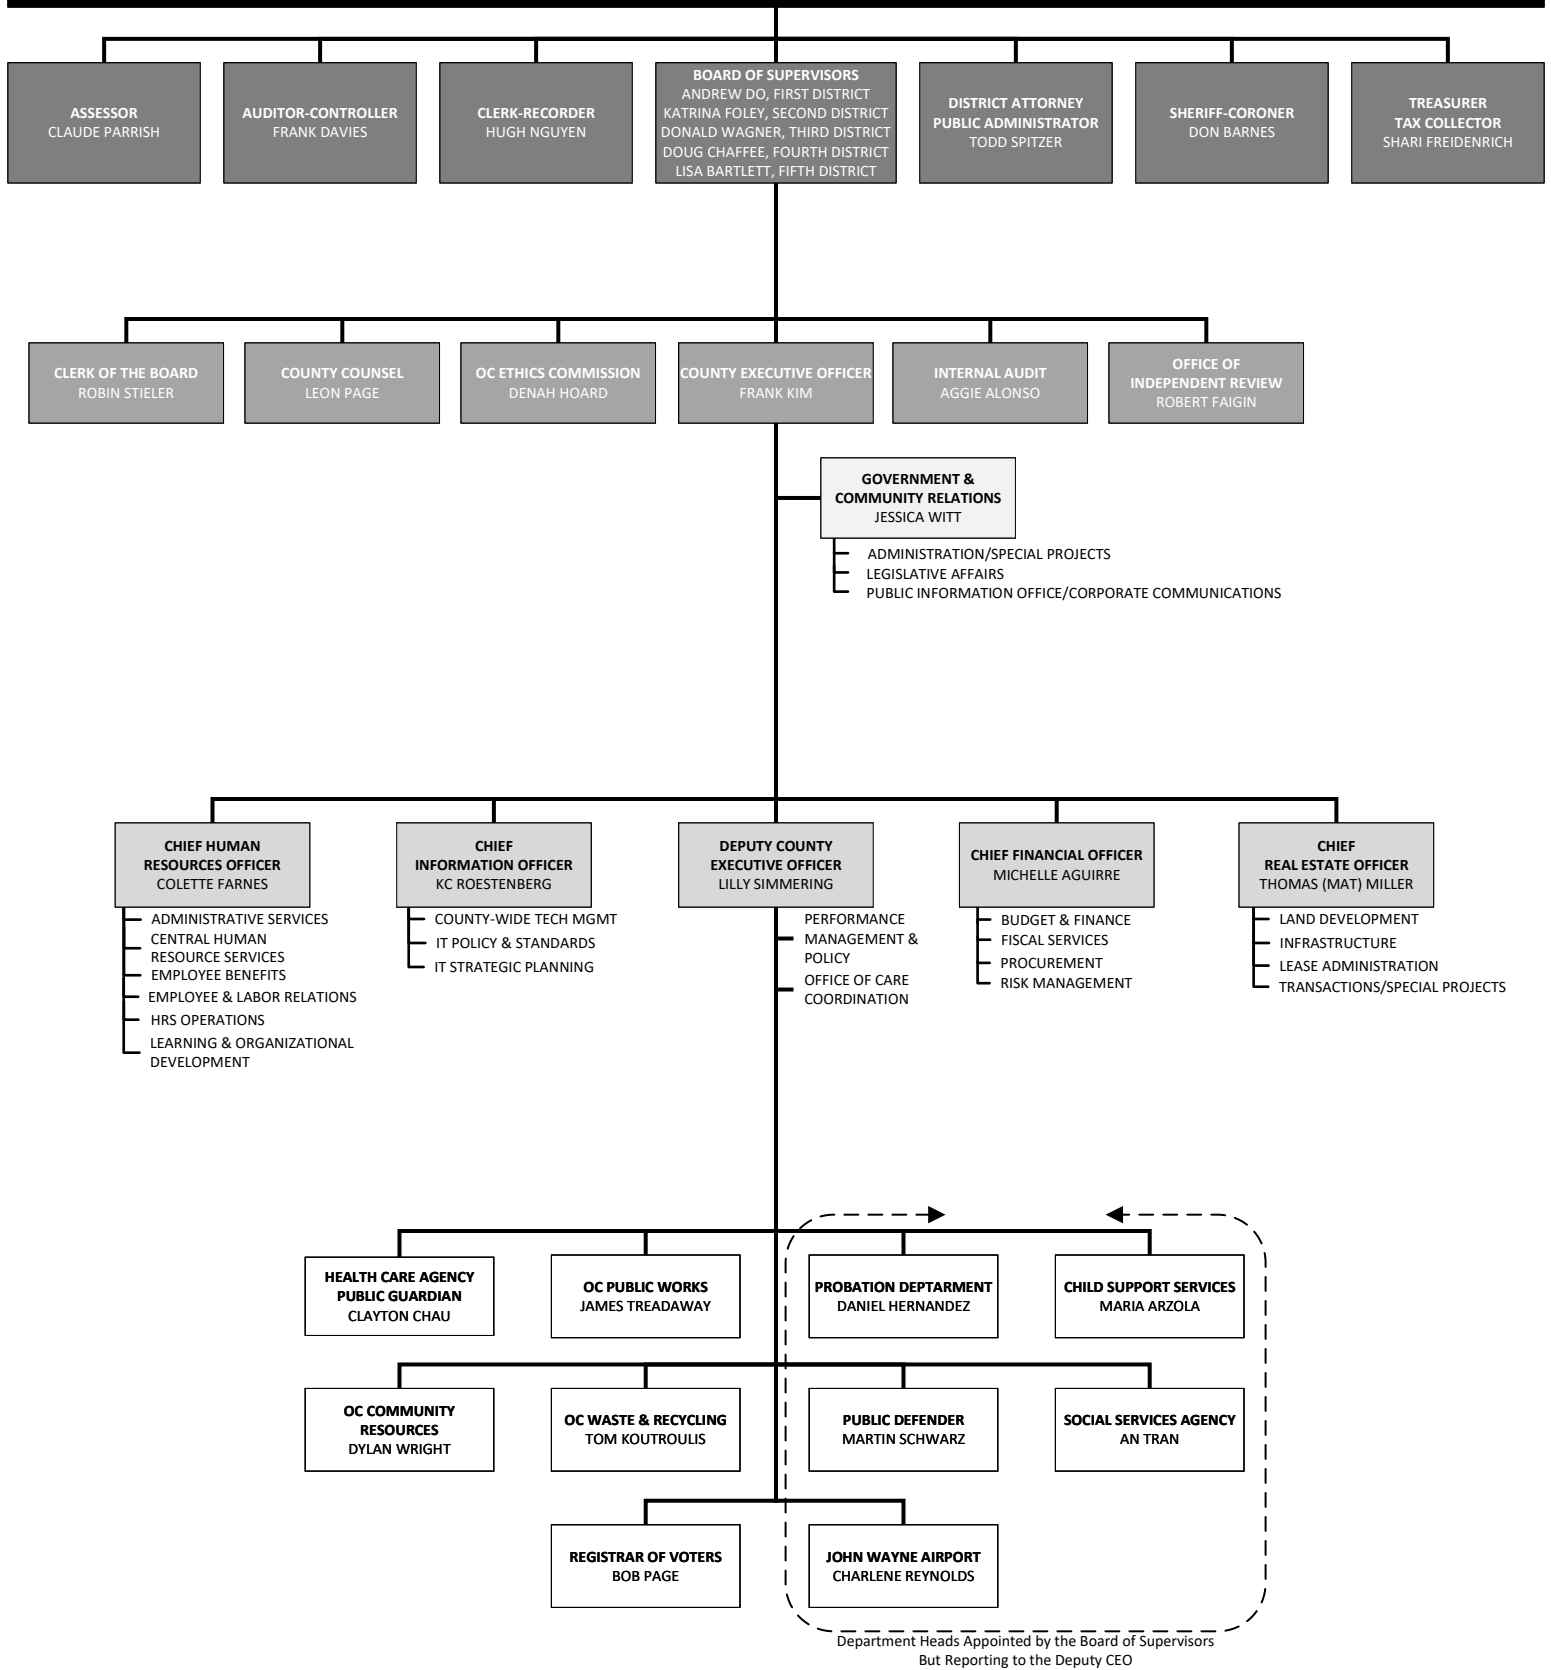 ASSESSOR
CLAUDE PARRISH
AUDITOR-CONTROLLER
FRANK DAVIES
CLERK-RECORDER
HUGH NGUYEN
BOARD OF SUPERVISORS
ANDREW DO, FIRST DISTRICT
KATRINA FOLEY, SECOND DISTRICT
DONALD WAGNER, THIRD DISTRICT
DOUG CHAFFEE, FOURTH DISTRICT
LISA BARTLETT, FIFTH DISTRICT
DISTRICT ATTORNEY
PUBLIC ADMINISTRATOR
TODD SPITZER
SHERIFF-CORONER
DON BARNES
TREASURER
TAX COLLECTOR
SHARI FREIDENRICH
CLERK OF THE BOARD
ROBIN STIELER
COUNTY COUNSEL
LEON PAGE
OC ETHICS COMMISSION
DENAH HOARD
COUNTY EXECUTIVE OFFICER
FRANK KIM
INTERNAL AUDIT
AGGIE ALONSO
OFFICE OF
INDEPENDENT REVIEW
ROBERT FAIGIN
GOVERNMENT &
COMMUNITY RELATIONS
JESSICA WITT
ADMINISTRATION/SPECIAL PROJECTS
LEGISLATIVE AFFAIRS
PUBLIC INFORMATION OFFICE/CORPORATE COMMUNICATIONS
CHIEF HUMAN
RESOURCES OFFICER
COLETTE FARNES
ADMINISTRATIVE SERVICES
CENTRAL HUMAN
RESOURCE SERVICES
EMPLOYEE BENEFITS
EMPLOYEE & LABOR RELATIONS
HRS OPERATIONS
LEARNING & ORGANIZATIONAL
DEVELOPMENT
CHIEF
INFORMATION OFFICER
KC ROESTENBERG
COUNTY-WIDE TECH MGMT
IT POLICY & STANDARDS
IT STRATEGIC PLANNING
DEPUTY COUNTY
EXECUTIVE OFFICER
LILLY SIMMERING
PERFORMANCE
MANAGEMENT &
POLICY
OFFICE OF CARE
COORDINATION
CHIEF FINANCIAL OFFICER
MICHELLE AGUIRRE
BUDGET & FINANCE
FISCAL SERVICES
PROCUREMENT
RISK MANAGEMENT
CHIEF
REAL ESTATE OFFICER
THOMAS (MAT) MILLER
LAND DEVELOPMENT
INFRASTRUCTURE
LEASE ADMINISTRATION
TRANSACTIONS/SPECIAL PROJECTS
HEALTH CARE AGENCY
PUBLIC GUARDIAN
CLAYTON CHAU
OC PUBLIC WORKS
JAMES TREADAWAY
PROBATION DEPTARMENT
DANIEL HERNANDEZ
CHILD SUPPORT SERVICES
MARIA ARZOLA
OC COMMUNITY
RESOURCES
DYLAN WRIGHT
OC WASTE & RECYCLING
TOM KOUTROULIS
PUBLIC DEFENDER
MARTIN SCHWARZ
SOCIAL SERVICES AGENCY
AN TRAN
REGISTRAR OF VOTERS
BOB PAGE
JOHN WAYNE AIRPORT
CHARLENE REYNOLDS
Department Heads Appointed by the Board of Supervisors
But Reporting to the Deputy CEO